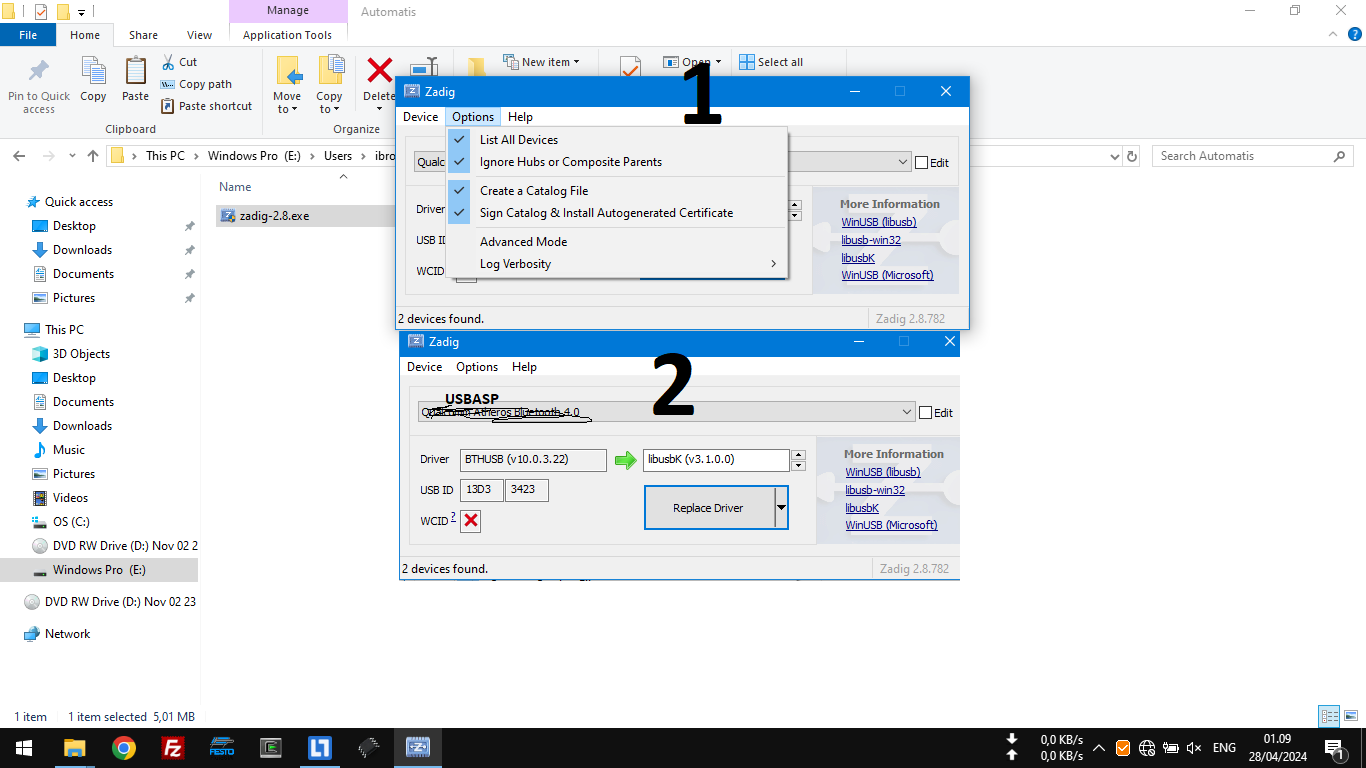 Manage
Automatis
File
Home
Share
View
Application Tools
Pin to Quick access
Copy
Paste
Cut
Copy path
Paste shortcut
Move to
Copy to
Delete
New item
Open
Select all
Clipboard
Organize
This PC > Windows Pro (E:) > Users > ibro
Search Automatis
Quick access
Desktop
Downloads
Documents
Pictures
This PC
3D Objects
Desktop
Documents
Downloads
Music
Pictures
Videos
OS (C:)
DVD RW Drive (D:) Nov 02 2
Windows Pro (E:)
DVD RW Drive (D:) Nov 02 23
Network
Name
zadig-2.8.exe
Zadig
1
Device Options Help
List All Devices
Ignore Hubs or Composite Parents
Create a Catalog File
Sign Catalog & Install Autogenerated Certificate
Advanced Mode
Log Verbosity
Qualc
Edit
Driver
USB ID
WCID
More Information
WinUSB (libusb)
libusb-win32
libusbK
WinUSB (Microsoft)
2 devices found.
Zadig 2.8.782
Zadig
2
Device Options Help
USBASP
Qualcomm Atheros Bluetooth 4.0
Edit
Driver BTHUSB (v10.0.3.22) libusbK (v3.1.0.0)
USB ID 13D3 3423
WCID ?
Replace Driver
More Information
WinUSB (libusb)
libusb-win32
libusbK
WinUSB (Microsoft)
2 devices found.
Zadig 2.8.782
1 item 1 item selected 5,01 MB
FESTO
0,0 KB/s
0,0 KB/s
ENG
01.09
28/04/2024
1